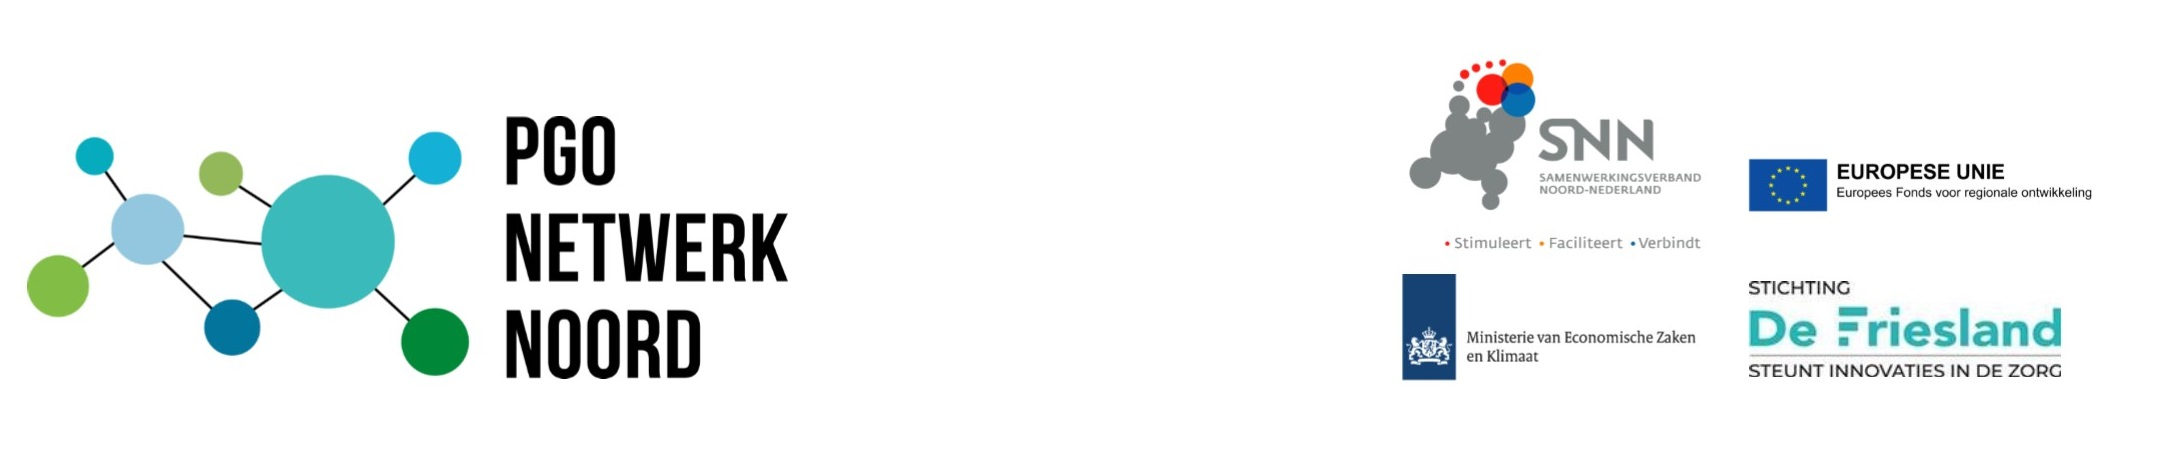 PGO
NETWERK
NOORD
SNN
SAMENWERKINGSVERBAND
NOORD-NEDERLAND
• Stimuleert • Faciliteert • Verbindt
EUROPESE UNIE
Europees Fonds voor regionale ontwikkeling
Ministerie van Economische Zaken
en Klimaat
STICHTING
De Friesland
STEUNT INNOVATIES IN DE ZORG